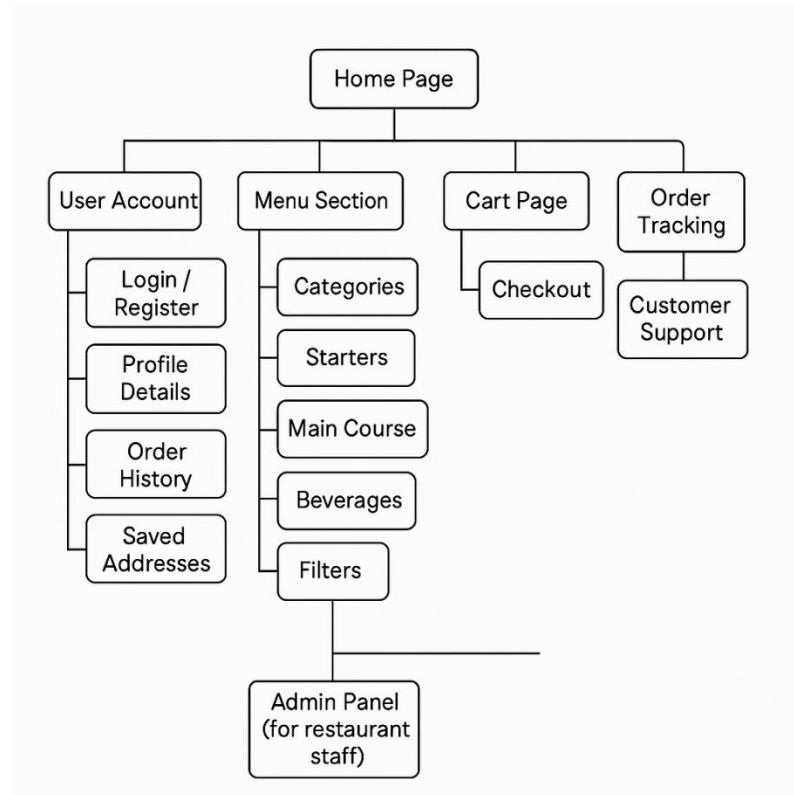 Home Page
User Account
Menu Section
Cart Page
Order
Tracking
Login /
Register
Categories
Checkout
Customer
Support
Profile
Details
Starters
Order
History
Main Course
Saved
Addresses
Beverages
Filters
Admin Panel
(for restaurant
staff)